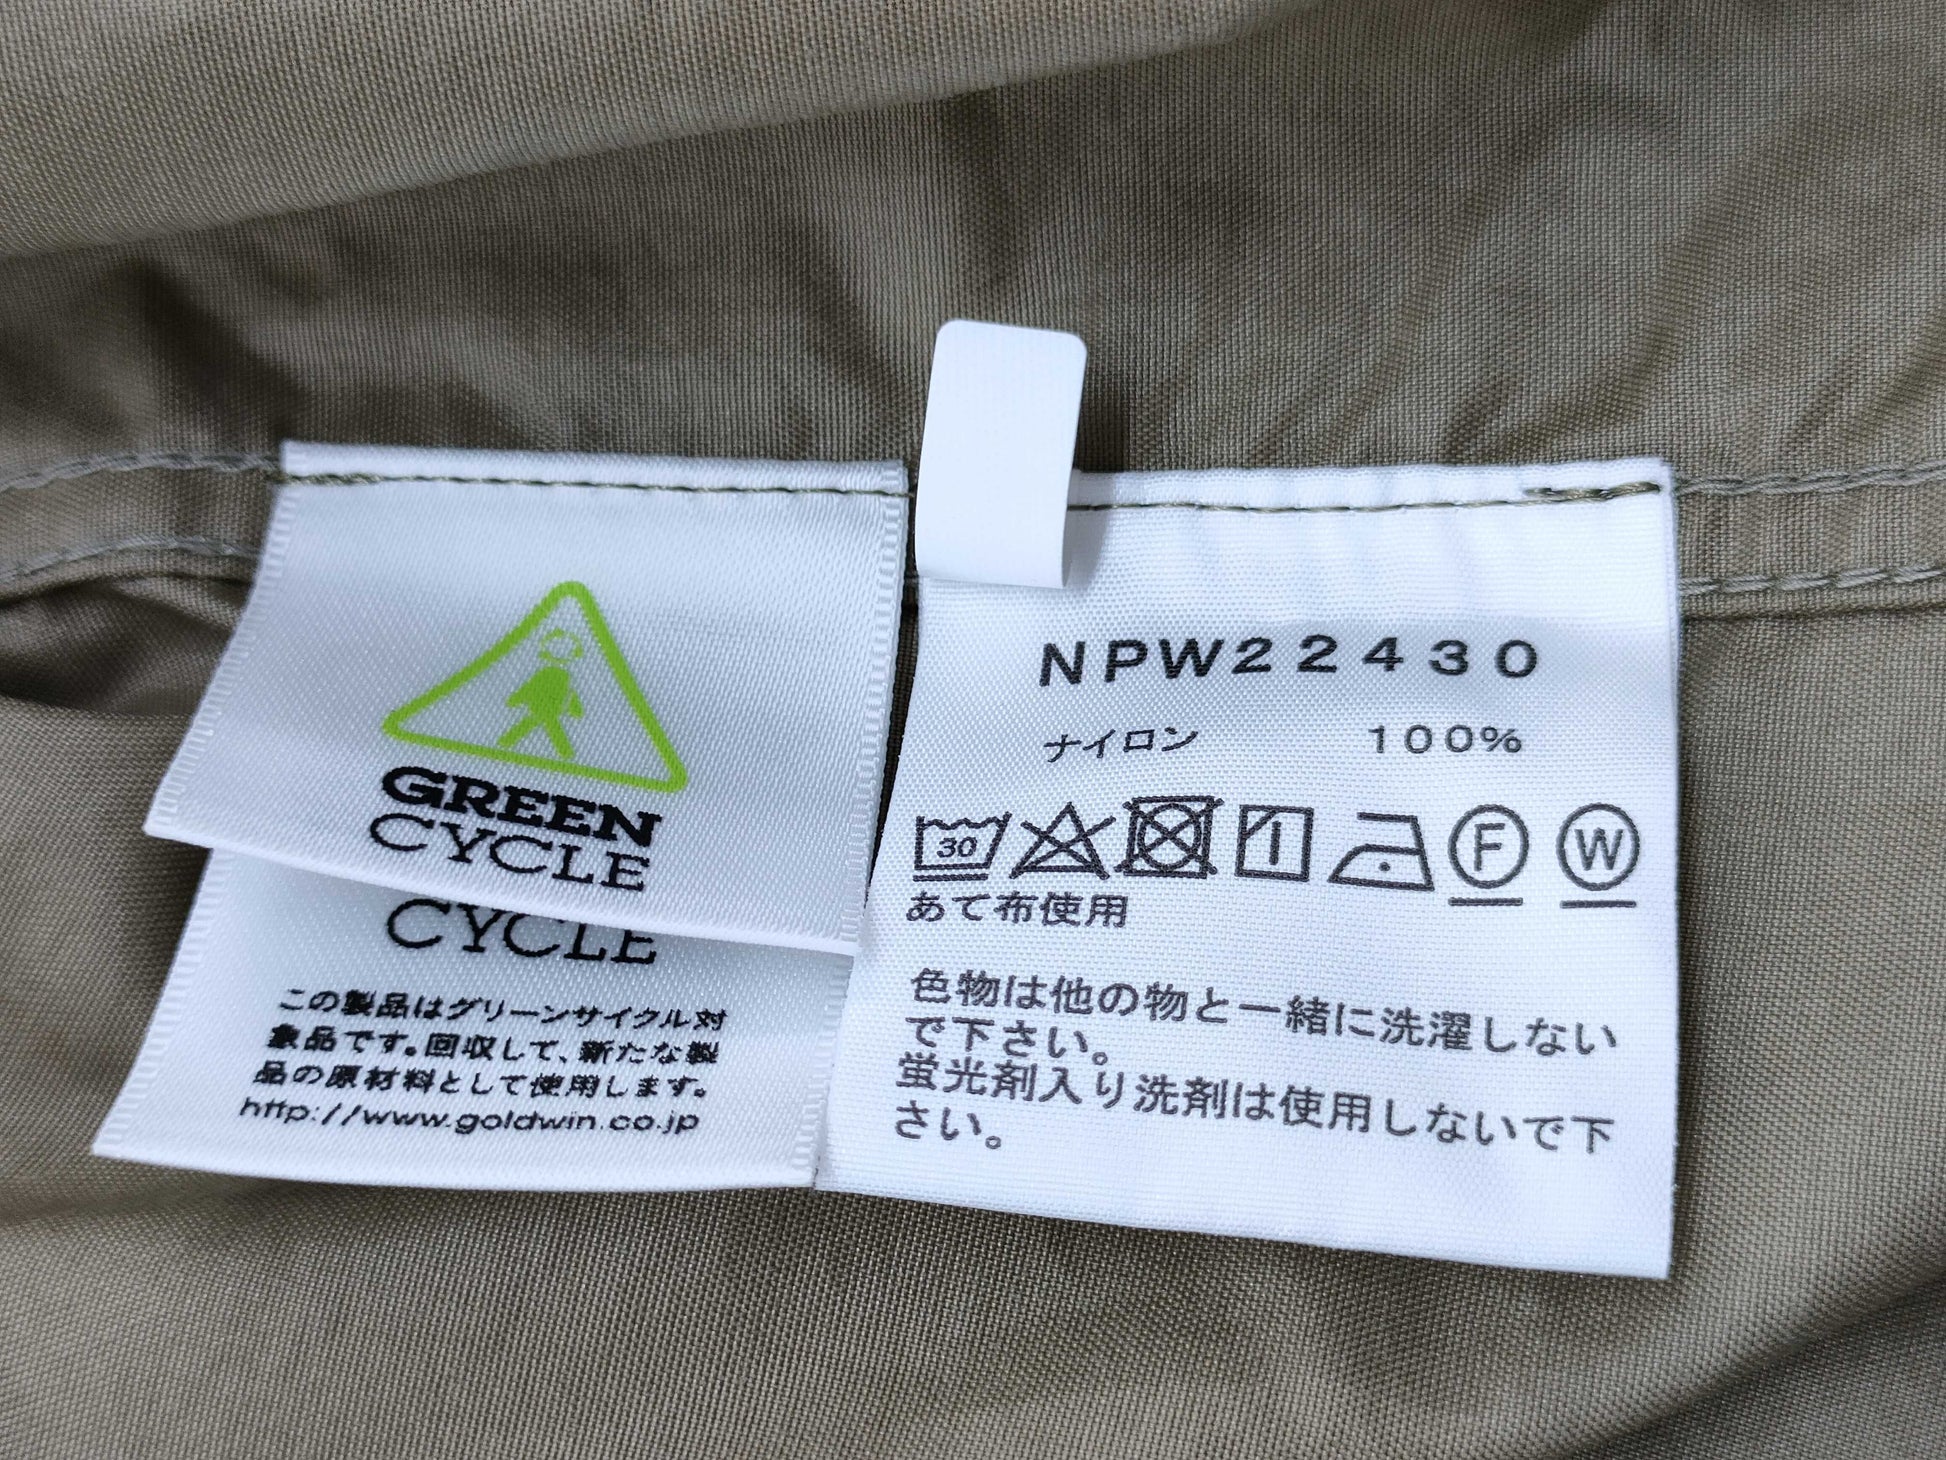 GREEN
CYCLE
CYCLE
この製品はグリーンサイクル対
象品です。回収して、新たな製
品の原材料として使用します。
http://www.goldwin.co.jp
NPW22430
ナイロン 100%
30 F W
あて布使用
色物は他の物と一緒に洗濯しない
で下さい。
蛍光剤入り洗剤は使用しないで下
さい。